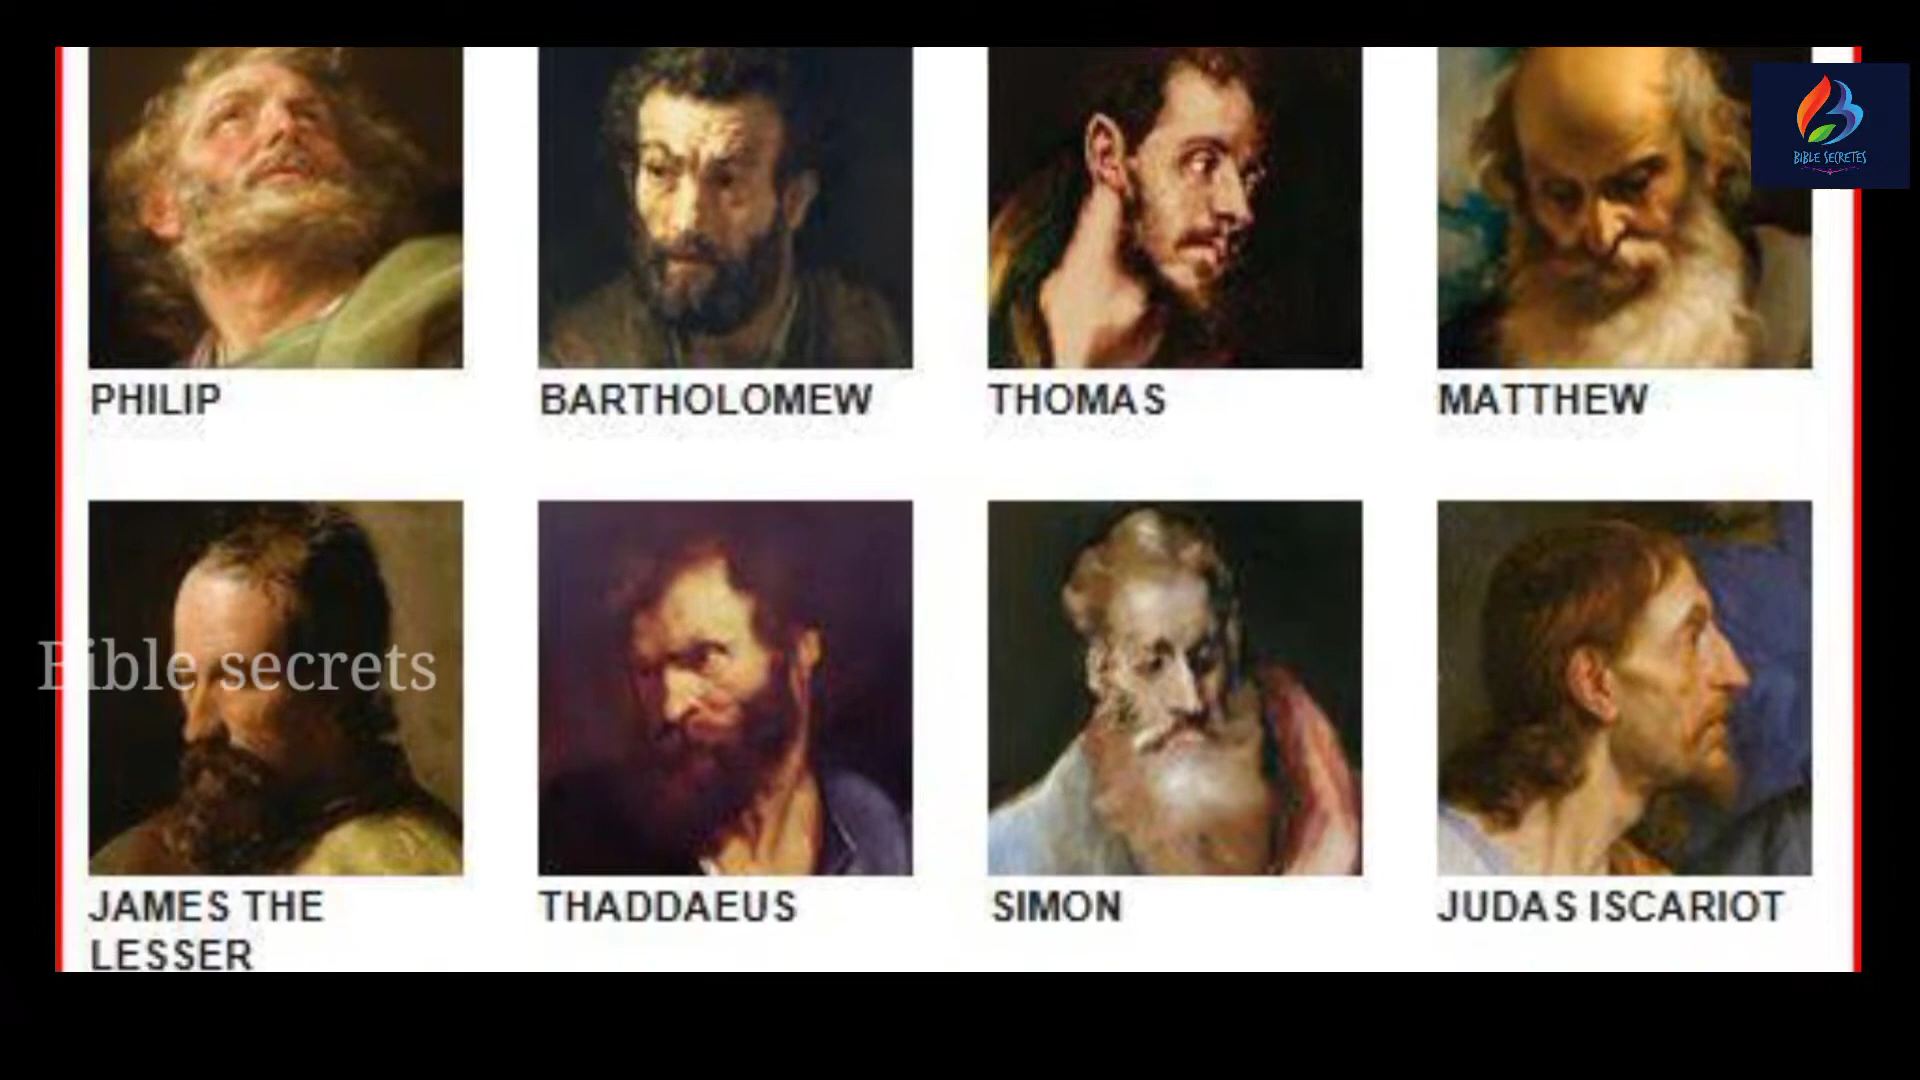 BIBLE SECRETES
PHILIP
BARTHOLOMEW
THOMAS
MATTHEW
Bible secrets
JAMES THE
LESSER
THADDAEUS
SIMON
JUDAS ISCARIOT